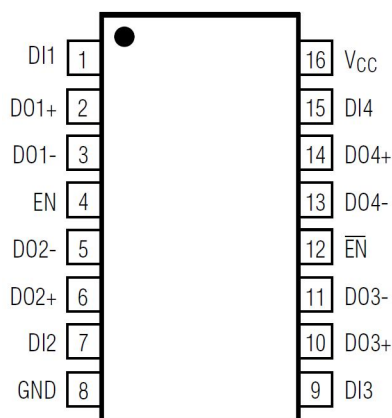 DI1 1
DO1+ 2
DO1- 3
EN 4
DO2- 5
DO2+ 6
DI2 7
GND 8
16 VCC
15 DI4
14 DO4+
13 DO4-
12 E̅N̅
11 DO3-
10 DO3+
9 DI3